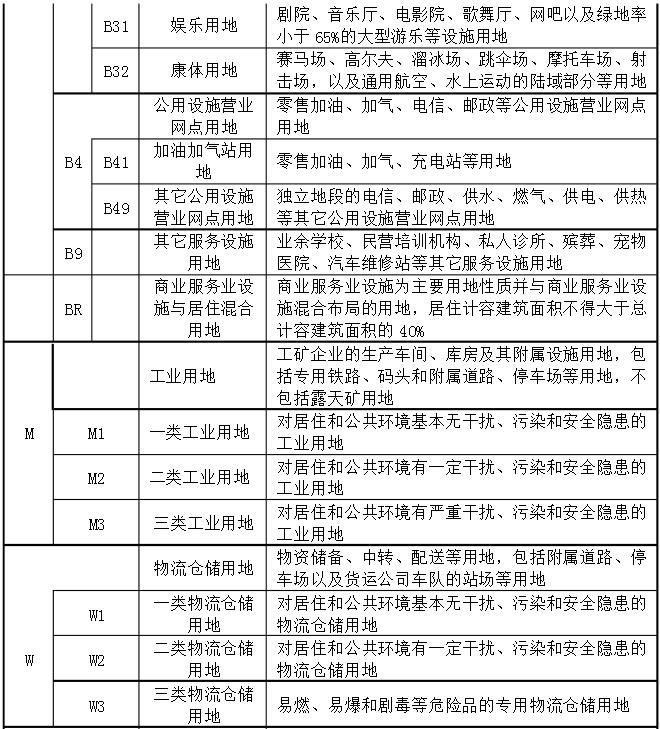 B31 娱乐用地 剧院、音乐厅、电影院、歌舞厅、网吧以及绿地率
小于65%的大型游乐等设施用地
B32 康体用地 赛马场、高尔夫、溜冰场、跳伞场、摩托车场、射
击场，以及通用航空、水上运动的陆域部分等用地
B4
公用设施营业
网点用地
零售加油、加气、电信、邮政等公用设施营业网点
用地
B41
加油加气站用
地
零售加油、加气、充电站等用地
B49
其它公用设施
营业网点用地
独立地段的电信、邮政、供水、燃气、供电、供热
等其它公用设施营业网点用地
B9
其它服务设施
用地
业余学校、民营培训机构、私人诊所、殡葬、宠物
医院、汽车维修站等其它服务设施用地
BR
商业服务业设
施与居住混合
用地
商业服务业设施为主要用地性质并与商业服务业设
施混合布局的用地，居住计容建筑面积不得大于总
计容建筑面积的40%
M
工业用地
工矿企业的生产车间、库房及其附属设施用地，包
括专用铁路、码头和附属道路、停车场等用地，不
包括露天矿用地
M1 一类工业用地
对居住和公共环境基本无干扰、污染和安全隐患的
工业用地
M2 二类工业用地
对居住和公共环境有一定干扰、污染和安全隐患的
工业用地
M3 三类工业用地
对居住和公共环境有严重干扰、污染和安全隐患的
工业用地
W
物流仓储用地
物资储备、中转、配送等用地，包括附属道路、停
车场以及货运公司车队的站场等用地
W1
一类物流仓储
用地
对居住和公共环境基本无干扰、污染和安全隐患的
物流仓储用地
W2
二类物流仓储
用地
对居住和公共环境有一定干扰、污染和安全隐患的
物流仓储用地
W3
三类物流仓储
用地
易燃、易爆和剧毒等危险品的专用物流仓储用地